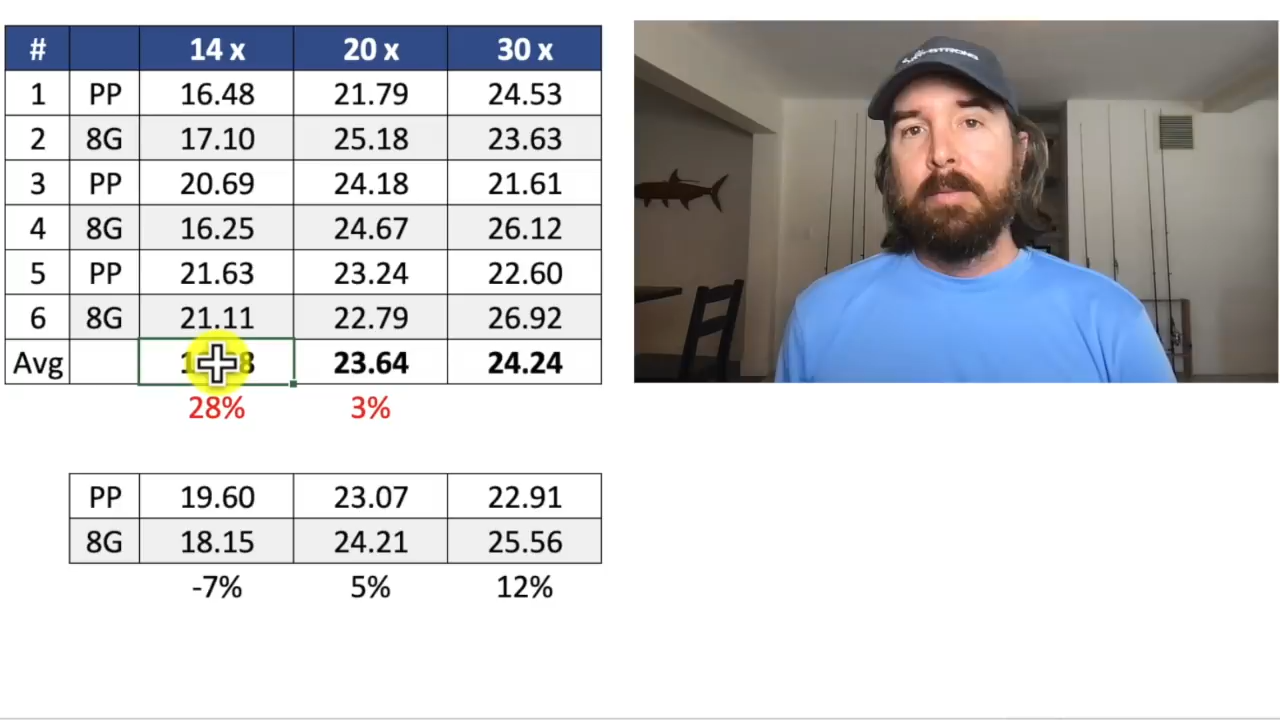 # 14 x 20 x 30 x
1 PP 16.48 21.79 24.53
2 8G 17.10 25.18 23.63
3 PP 20.69 24.18 21.61
4 8G 16.25 24.67 26.12
5 PP 21.63 23.24 22.60
6 8G 21.11 22.79 26.92
Avg 23.64 24.24
28% 3%
PP 19.60 23.07 22.91
8G 18.15 24.21 25.56
-7% 5% 12%